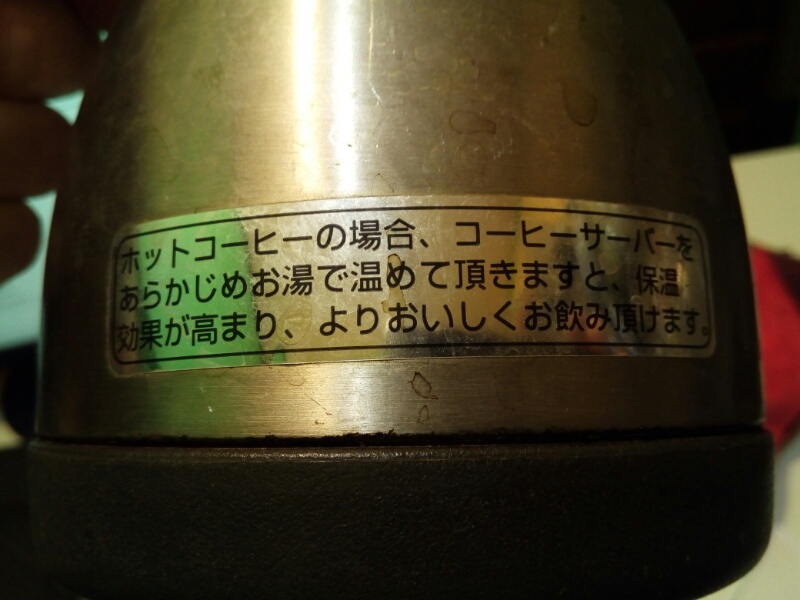 ホットコーヒーの場合、コーヒーサーバーを
あらかじめお湯で温めて頂きますと、保温
効果が高まり、よりおいしくお飲み頂けます。